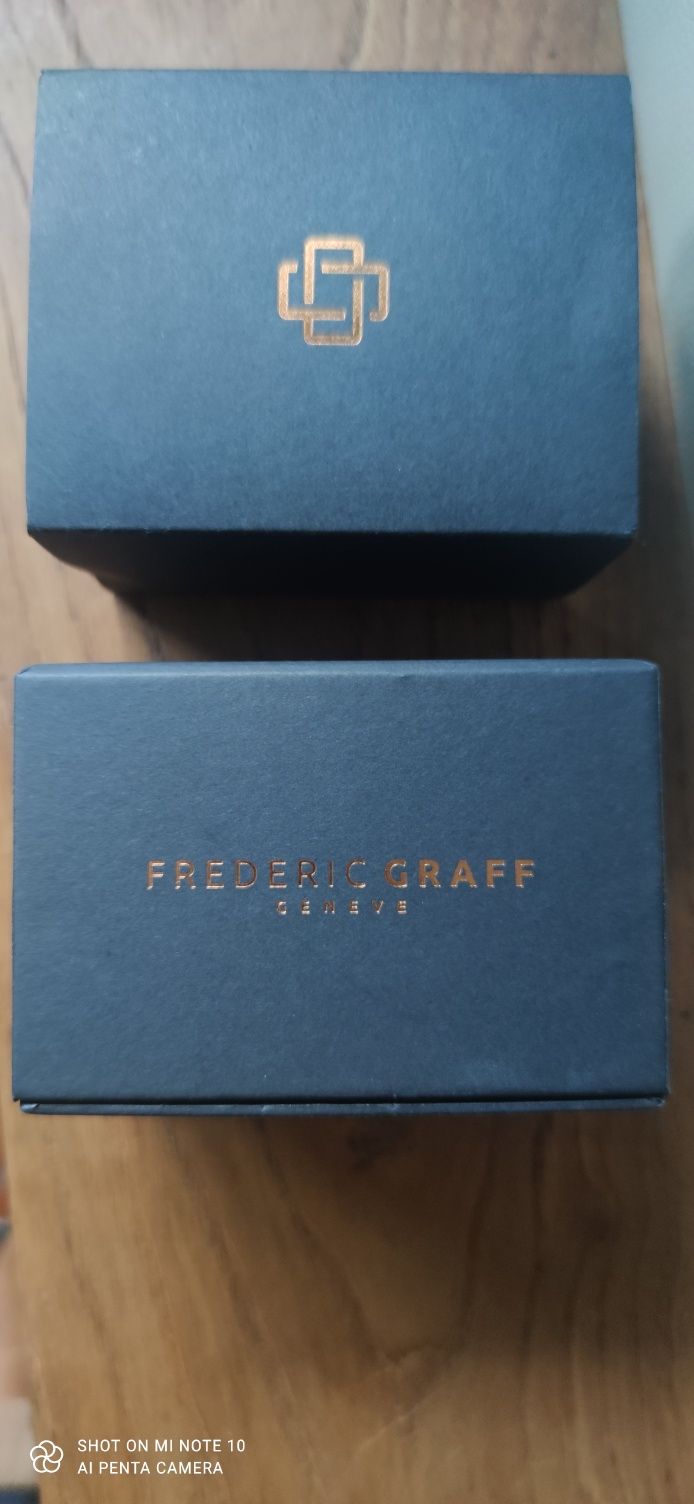 FREDERIC GRAFF
GENEVE
SHOT ON MI NOTE 10
AI PENTA CAMERA